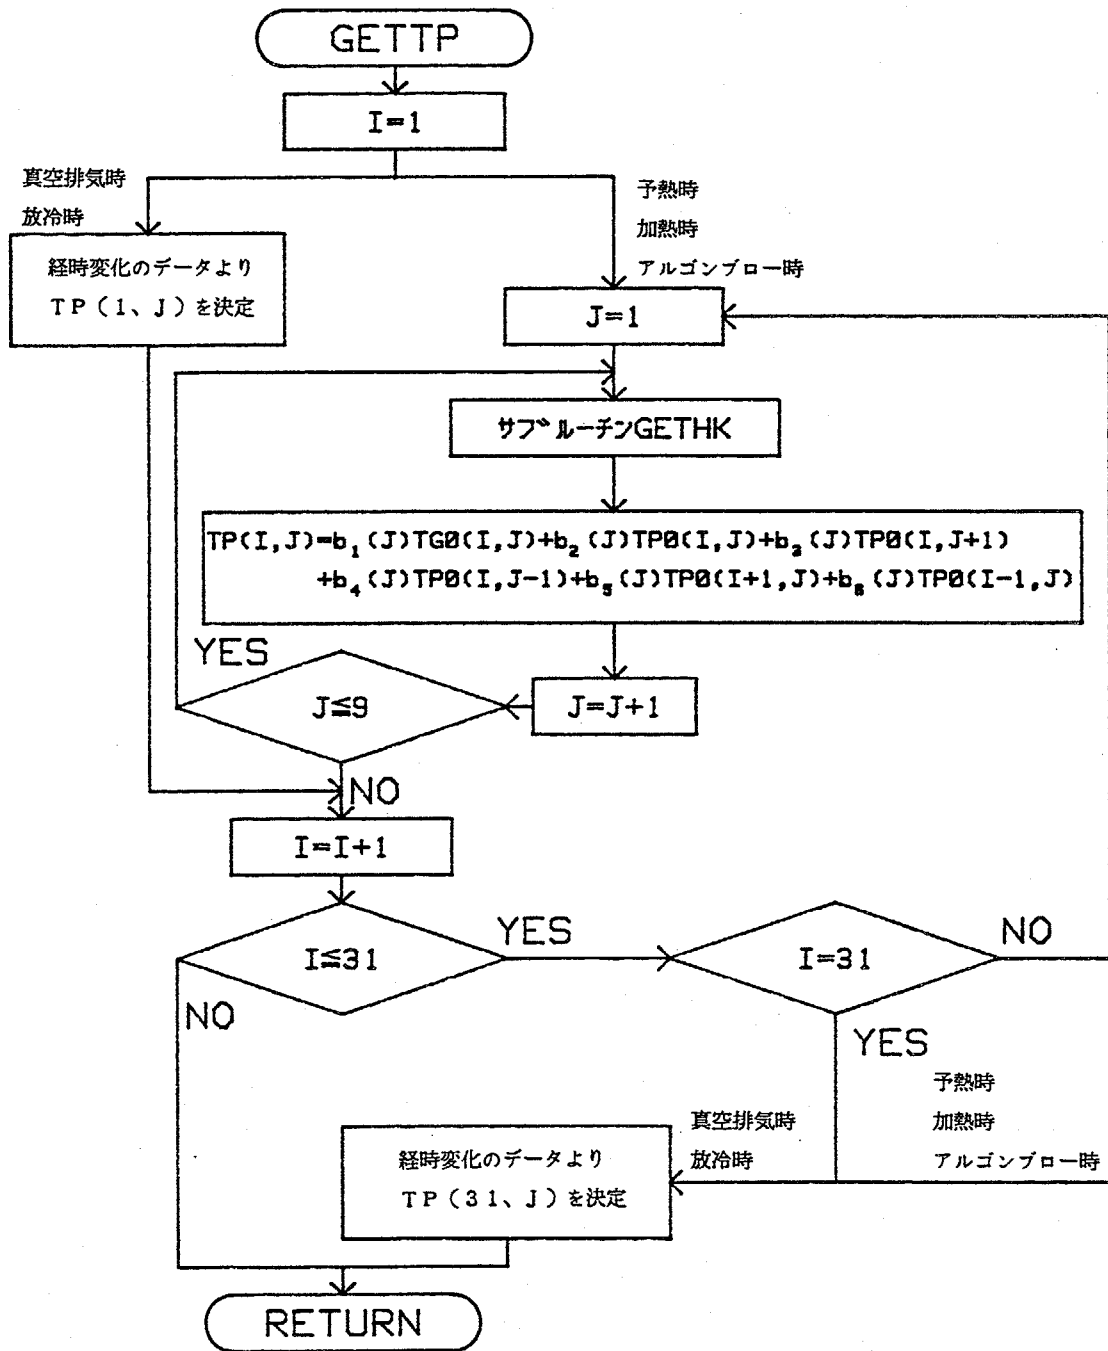 GETTP
I=1
真空排気時
放冷時
予熱時
加熱時
アルゴンブロー時
経時変化のデータより
TP(1、J)を決定
J=1
サブルーチンGETHK
TP(I,J)=b₁(J)TG0(I,J)+b₂(J)TP0(I,J)+b₃(J)TP0(I,J+1)
+b₄(J)TP0(I,J-1)+b₅(J)TP0(I+1,J)+b₆(J)TP0(I-1,J)
YES
J≦9
J=J+1
NO
I=I+1
I≦31
YES
I=31
NO
NO
YES
予熱時
加熱時
アルゴンブロー時
真空排気時
放冷時
経時変化のデータより
TP(31、J)を決定
RETURN